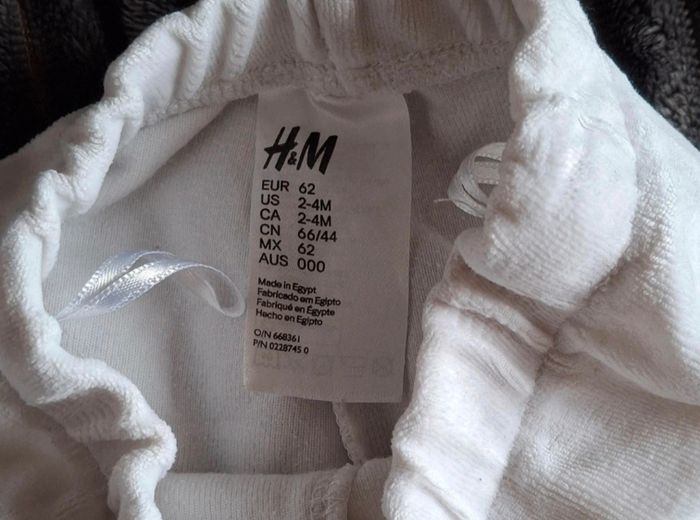 H&M
EUR 62
US 2-4M
CA 2-4M
CN 66/44
MX 62
AUS 000
Made in Egypt
Fabricado em Egipto
Fabriqué en Égypte
Hecho en Egipto
O/N 668361
P/N 0228745 0